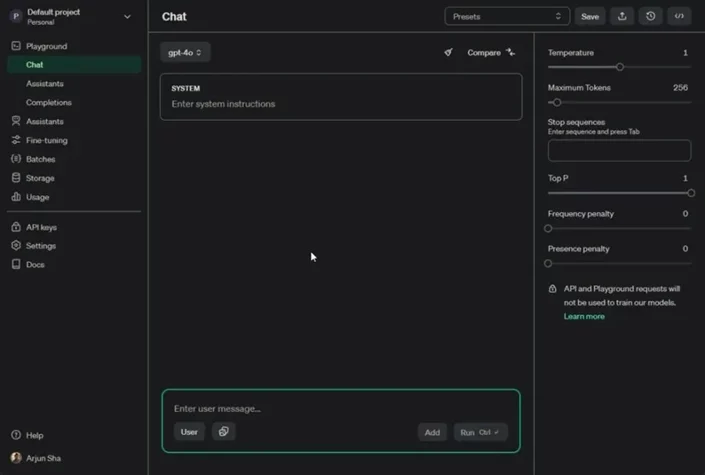 P
Default project
Personal
Playground
Chat
Assistants
Completions
Assistants
Fine-tuning
Batches
Storage
Usage
API keys
Settings
Docs
Help
Arjun Sha
Chat
Presets
Save
gpt-4o
Compare
SYSTEM
Enter system instructions
Enter user message...
User
Add
Run Ctrl
Temperature 1
Maximum Tokens 256
Stop sequences
Enter sequence and press Tab
Top P 1
Frequency penalty 0
Presence penalty 0
API and Playground requests will
not be used to train our models.
Learn more